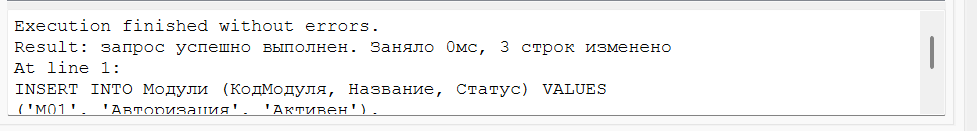 Execution finished without errors.
Result: запрос успешно выполнен. Заняло 0мс, 3 строк изменено
At line 1:
INSERT INTO Модули (КодМодуля, Название, Статус) VALUES
('М01', 'Авторизация', 'Активен'),